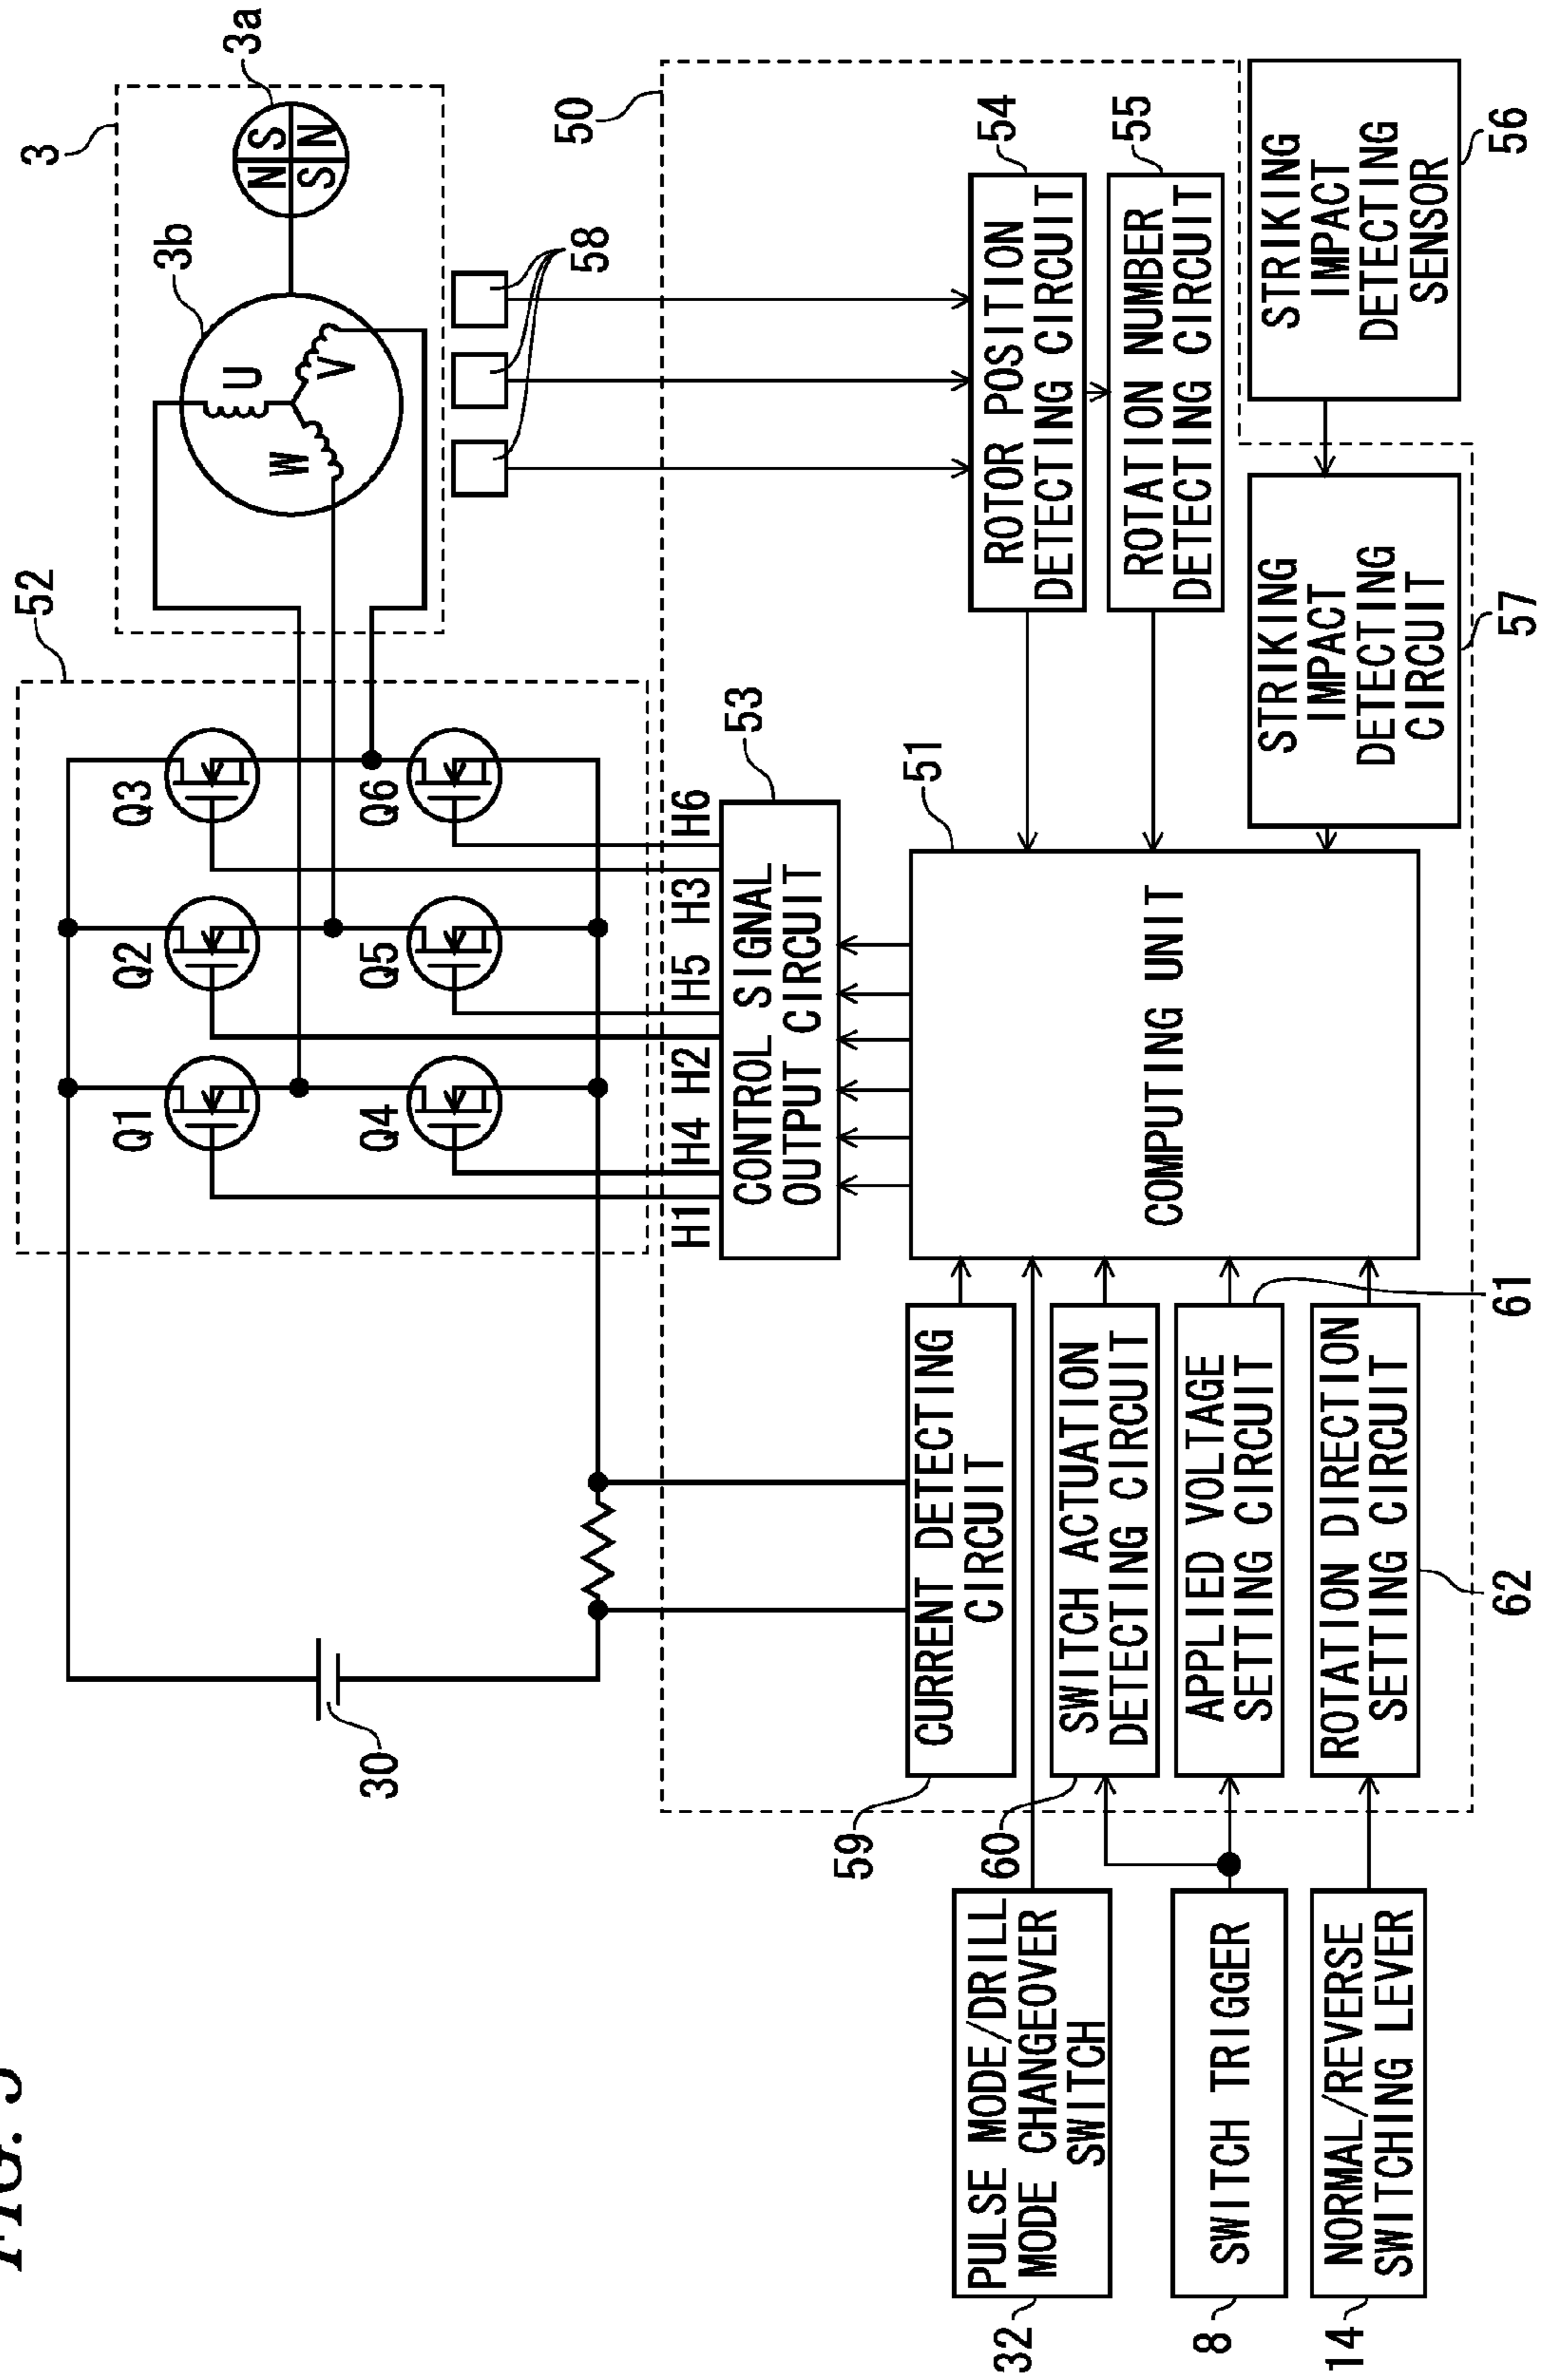 FIG. 5
52
3
3b
3a
Q1
Q2
Q3
U
V
W
N
S
S
N
30
Q4
Q5
Q6
58
50
H1
H4
H2
H5
H3
H6
53
CONTROL SIGNAL
OUTPUT CIRCUIT
59
CURRENT DETECTING
CIRCUIT
51
COMPUTING UNIT
54
ROTOR POSITION
DETECTING CIRCUIT
32
PULSE MODE/DRILL
MODE CHANGEOVER
SWITCH
60
SWITCH ACTUATION
DETECTING CIRCUIT
55
ROTATION NUMBER
DETECTING CIRCUIT
8
SWITCH TRIGGER
APPLIED VOLTAGE
SETTING CIRCUIT
61
STRIKING
IMPACT
DETECTING
CIRCUIT
57
STRIKING
IMPACT
DETECTING
SENSOR
56
14
NORMAL/REVERSE
SWITCHING LEVER
ROTATION DIRECTION
SETTING CIRCUIT
62